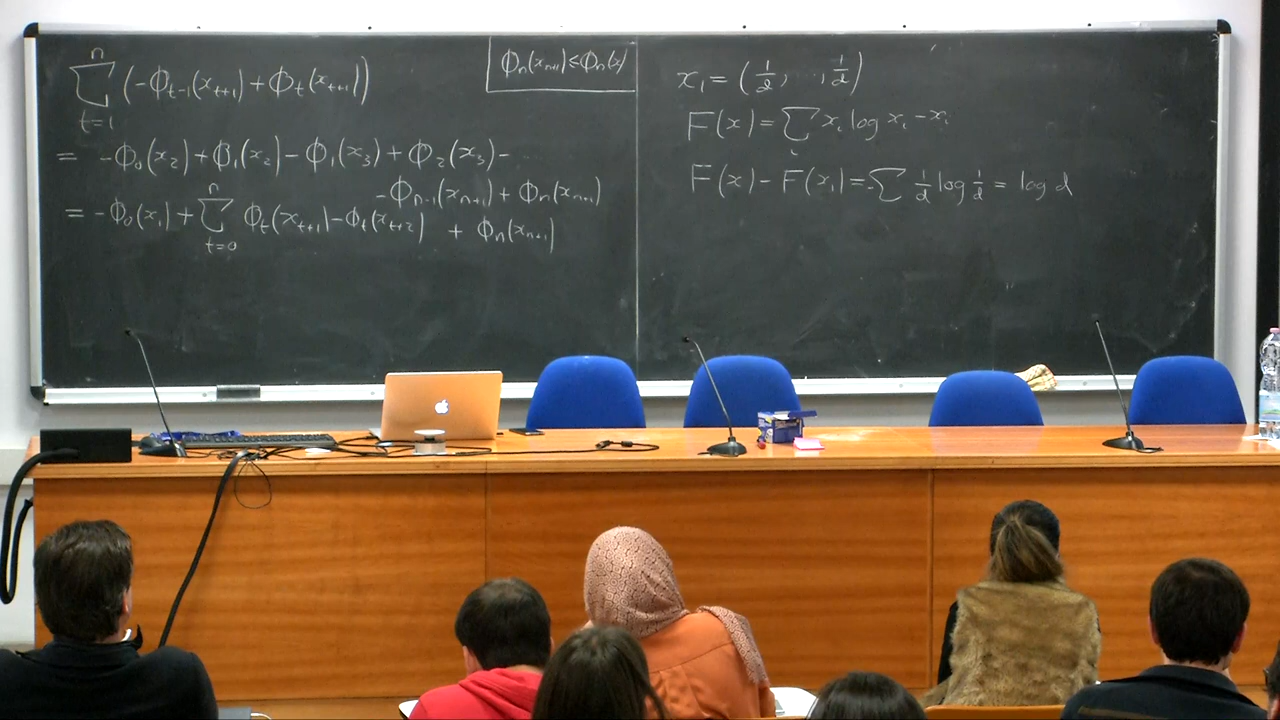 n
∑ (-Φ_{t-1}(x_{t+1}) + Φ_t(x_{t+1}))
t=1
= -Φ_0(x_2) + Φ_1(x_2) - Φ_1(x_3) + Φ_2(x_3) -
-Φ_{n-1}(x_{n+1}) + Φ_n(x_{n+1})
n
= -Φ_0(x_1) + ∑ Φ_t(x_{t+1}) - Φ_t(x_{t+2}) + Φ_n(x_{n+1})
t=0
Φ_n(x_{n+1}) ≤ Φ_n(x)
x_1 = (1/d, ..., 1/d)
F(x) = ∑ x_i log x_i - x_i
i
F(x) - F(x_1) = -∑ 1/d log 1/d = log d